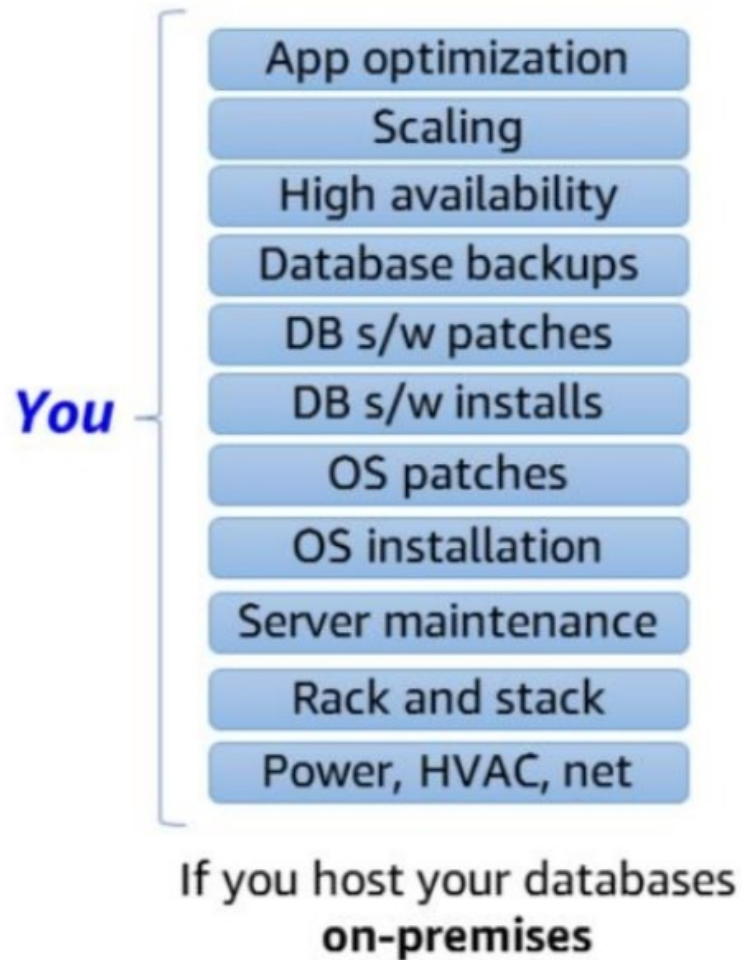 App optimization
Scaling
High availability
Database backups
DB s/w patches
You
DB s/w installs
OS patches
OS installation
Server maintenance
Rack and stack
Power, HVAC, net
If you host your databases
on-premises